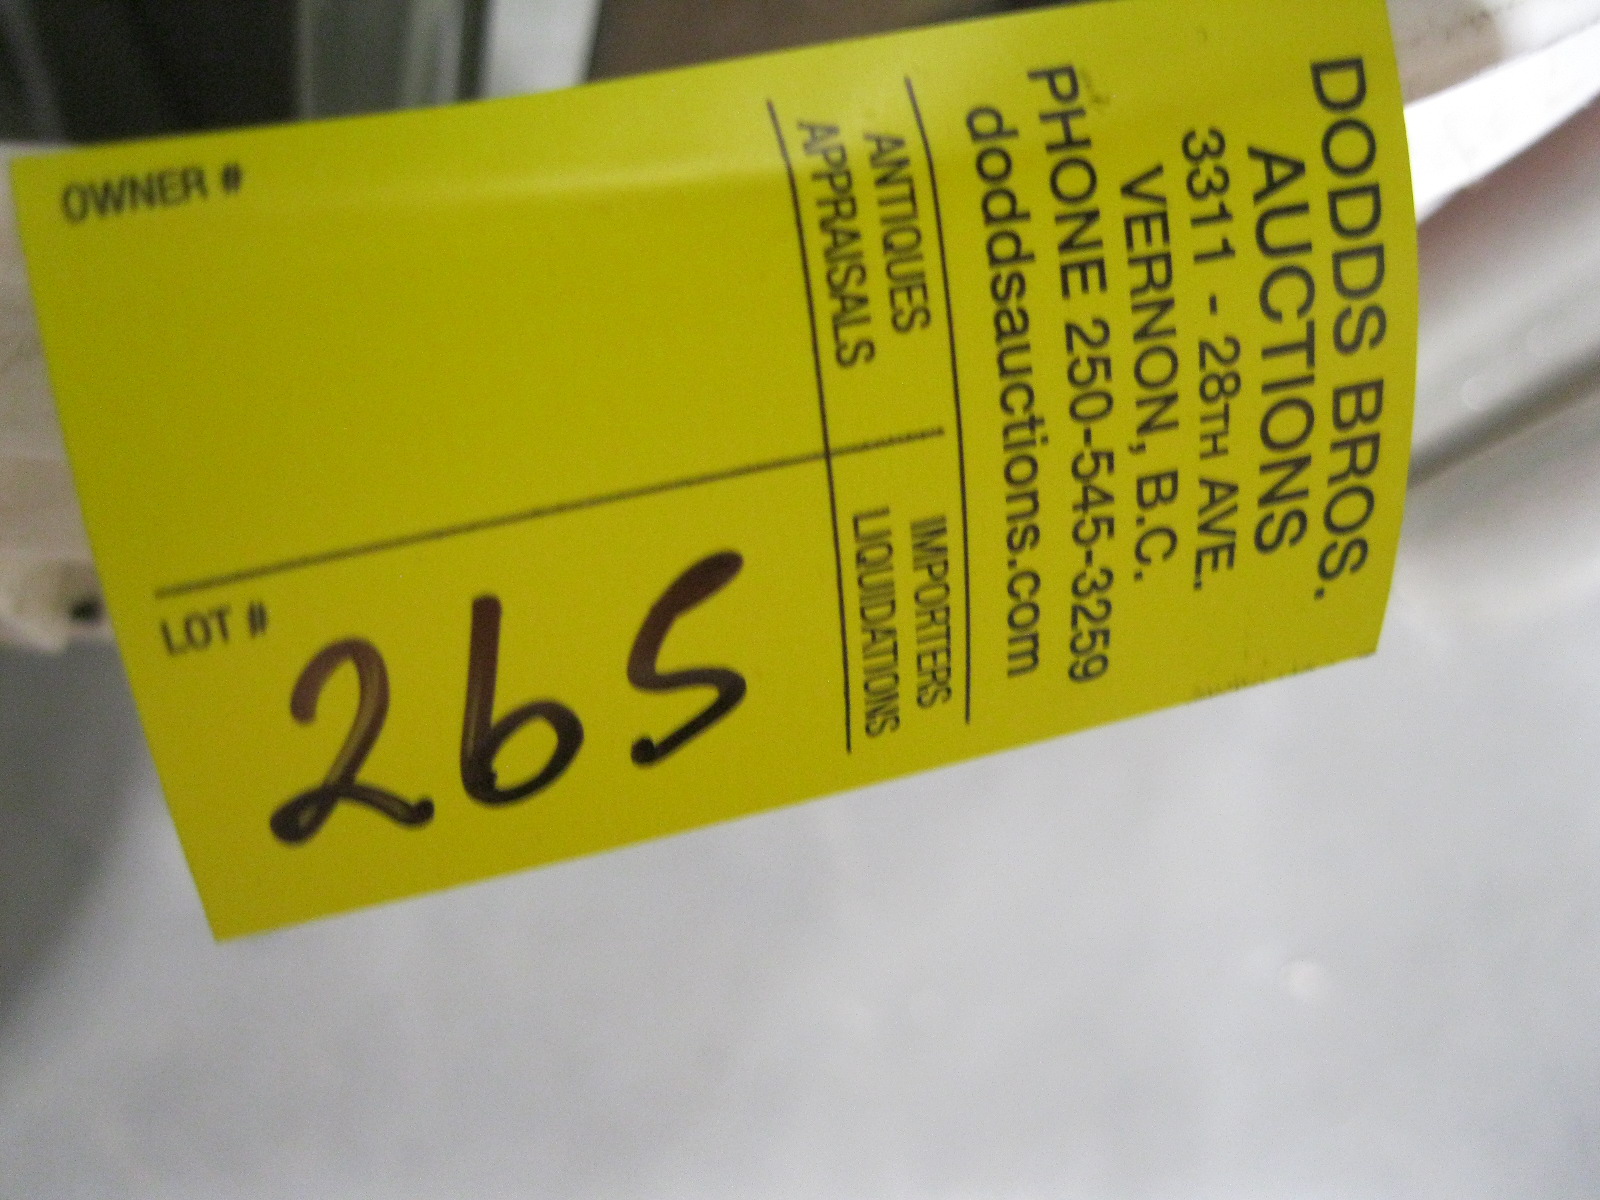 DODDS BROS.
AUCTIONS
3311 - 28TH AVE.
VERNON, B.C.
PHONE 250-545-3259
doddsauctions.com
ANTIQUES IMPORTERS
APPRAISALS LIQUIDATIONS
OWNER #
LOT #
265